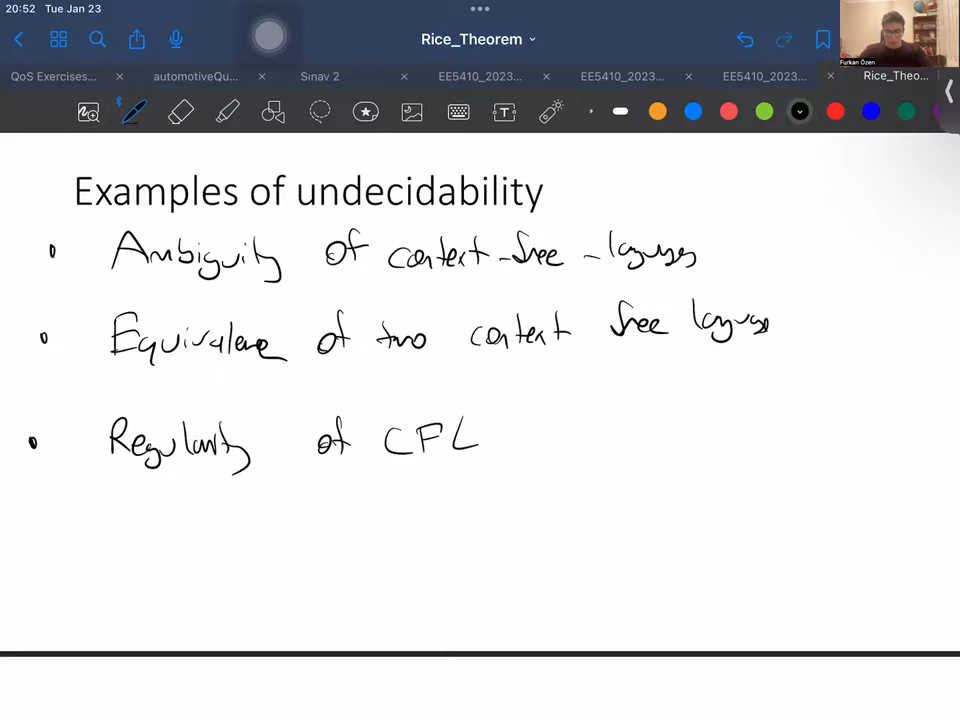 20:52 Tue Jan 23
Rice_Theorem
Furkan Özen
QoS Exercises...
automotiveQu...
Sınav 2
EE5410_2023...
EE5410_2023...
EE5410_2023...
Rice_Theo...
Examples of undecidability
Ambiguity of context-free-languages
Equivalence of two context free language
Regularity of CFL